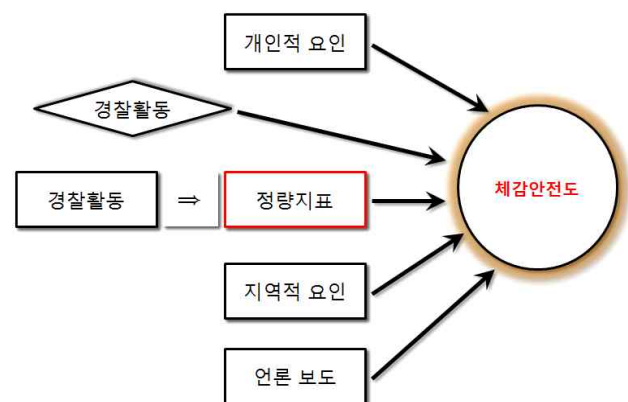 개인적 요인
경찰활동
경찰활동 ⇒ 정량지표
체감안전도
지역적 요인
언론 보도